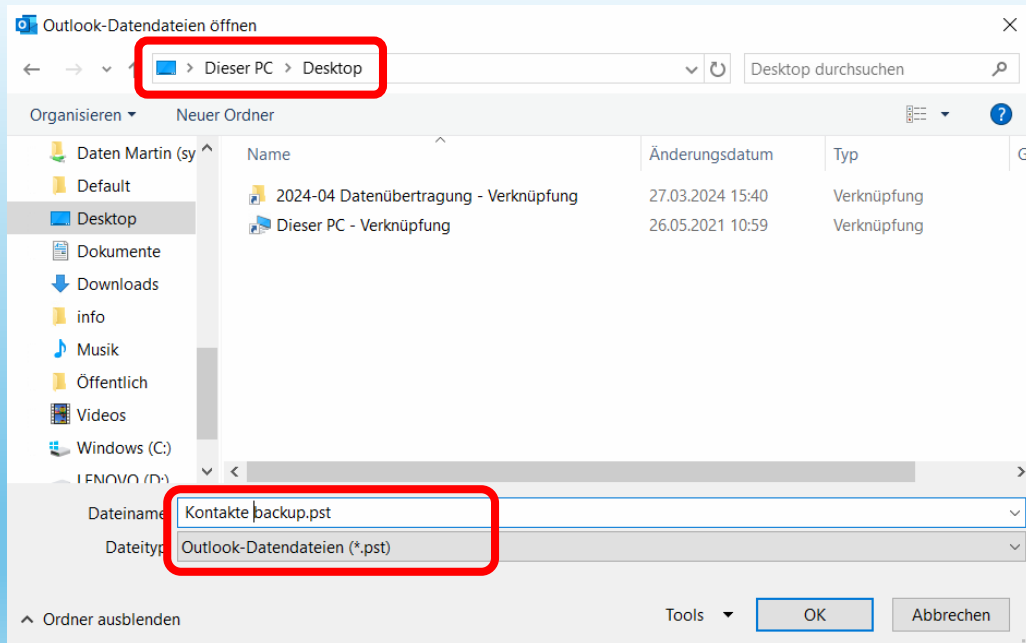 Outlook-Datendateien öffnen
Dieser PC > Desktop
Desktop durchsuchen
Organisieren
Neuer Ordner
Name
Änderungsdatum
Typ
Daten Martin (sy
Default
Desktop
Dokumente
Downloads
info
Musik
Öffentlich
Videos
Windows (C:)
LENOVO (D:)
2024-04 Datenübertragung - Verknüpfung 27.03.2024 15:40 Verknüpfung
Dieser PC - Verknüpfung 26.05.2021 10:59 Verknüpfung
Dateiname
Kontakte backup.pst
Dateityp
Outlook-Datendateien (*.pst)
Ordner ausblenden
Tools
OK
Abbrechen